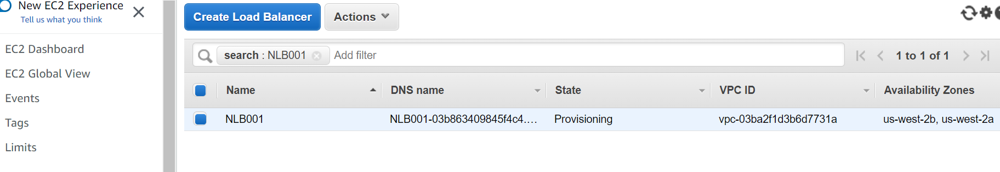 New EC2 Experience
Tell us what you think
EC2 Dashboard
EC2 Global View
Events
Tags
Limits
Create Load Balancer Actions
search : NLB001 Add filter 1 to 1 of 1
Name DNS name State VPC ID Availability Zones
NLB001 NLB001-03b863409845f4c4.... Provisioning vpc-03ba2f1d3b6d7731a us-west-2b, us-west-2a